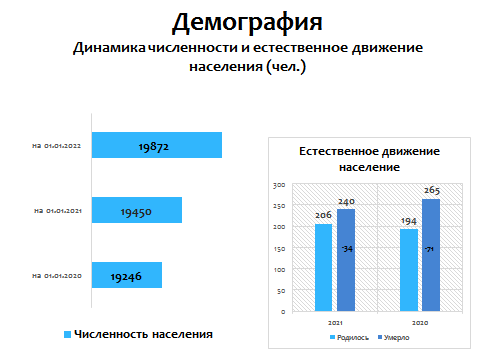 Демография
Динамика численности и естественное движение
населения (чел.)
на 01.01.2022
19872
на 01.01.2021
19450
на 01.01.2020
19246
Численность населения
Естественное движение
население
300
250
200
150
100
50
0
206
240
-34
194
265
-71
2021
2020
Родилось
Умерло